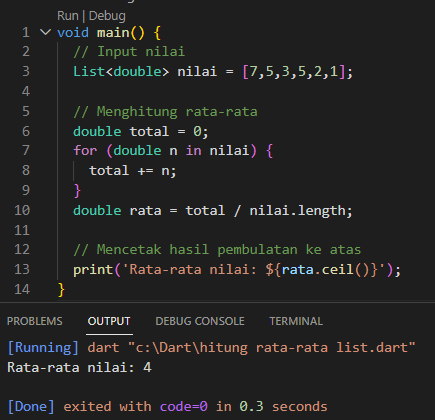 Run | Debug
1 void main() {
2 // Input nilai
3 List<double> nilai = [7,5,3,5,2,1];
4
5 // Menghitung rata-rata
6 double total = 0;
7 for (double n in nilai) {
8 total += n;
9 }
10 double rata = total / nilai.length;
11
12 // Mencetak hasil pembulatan ke atas
13 print('Rata-rata nilai: ${rata.ceil()}');
14 }
PROBLEMS OUTPUT DEBUG CONSOLE TERMINAL
[Running] dart "c:\Dart\hitung rata-rata list.dart"
Rata-rata nilai: 4
[Done] exited with code=0 in 0.3 seconds